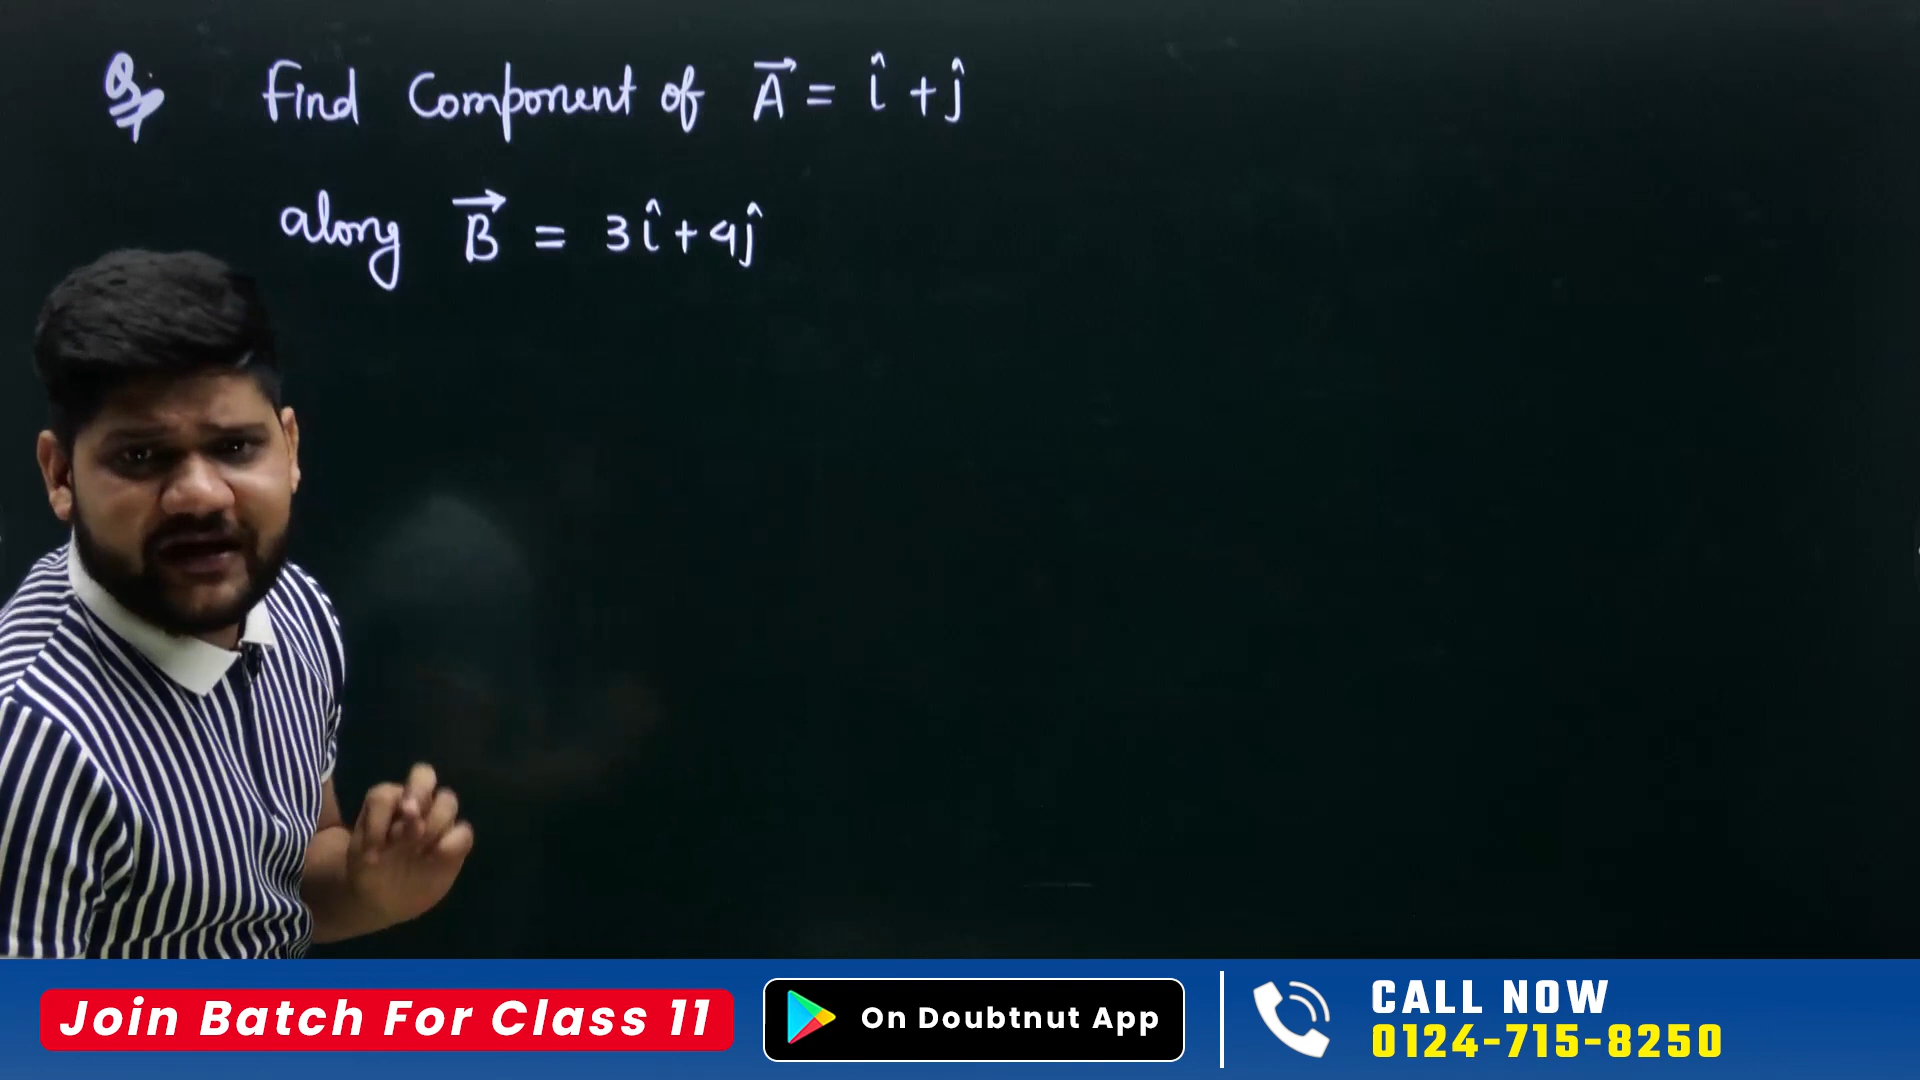 Q. Find Component of A⃗ = î + ĵ
along B⃗ = 3î + 4ĵ
Join Batch For Class 11
On Doubtnut App
CALL NOW
0124-715-8250